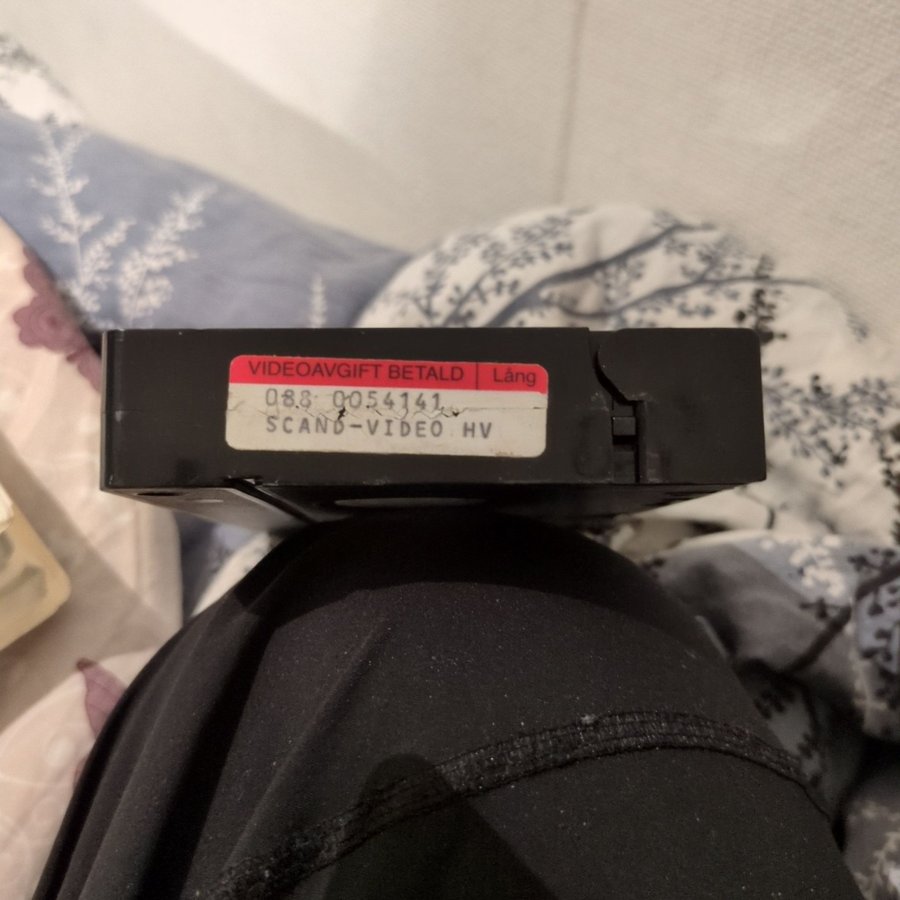 VIDEOAVGIFT BETALD | Lång
088 0054141
SCAND-VIDEO HV